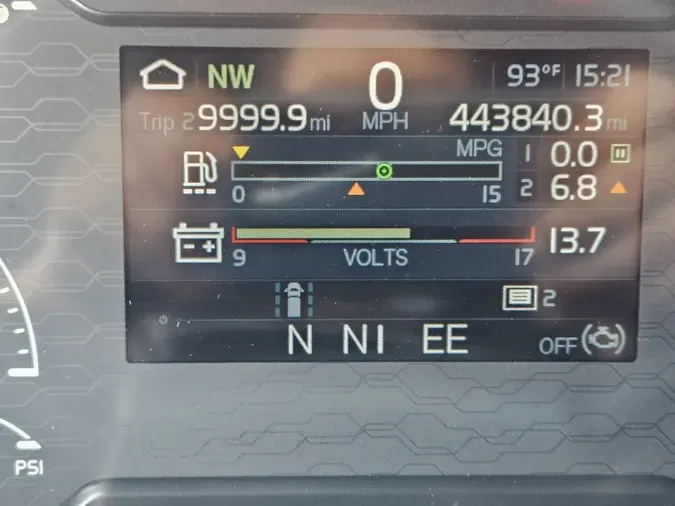 NW 0 93°F 15:21
Trip 2 9999.9 mi MPH 443840.3 mi
MPG 1 0.0
0 15 2 6.8
9 VOLTS 17 13.7
2
N N1 EE OFF
PSI